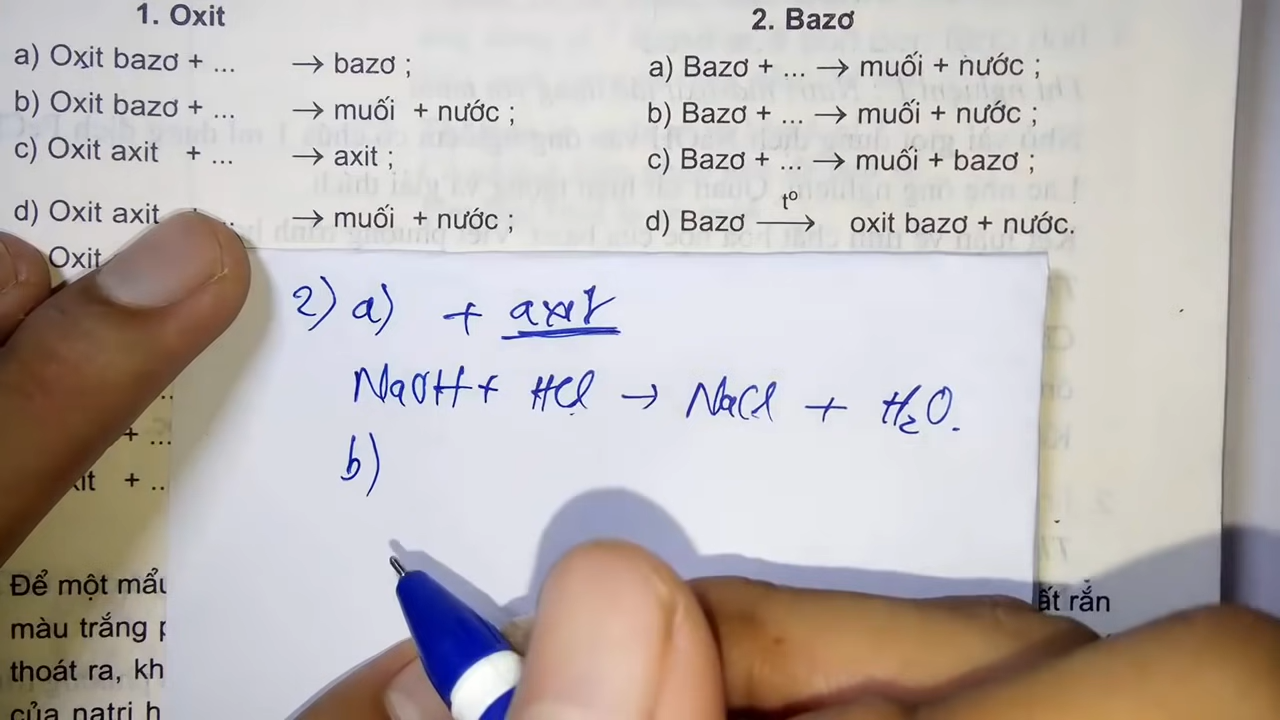 1. Oxit
a) Oxit bazơ + ... → bazơ ;
b) Oxit bazơ + ... → muối + nước ;
c) Oxit axit + ... → axit ;
d) Oxit axit + ... → muối + nước ;
Oxit
2. Bazơ
a) Bazơ + ... → muối + nước ;
b) Bazơ + ... → muối + nước ;
c) Bazơ + ... → muối + bazơ ;
d) Bazơ t° → oxit bazơ + nước.
2) a) + axit
NaOH + HCl → NaCl + H₂O.
b)
+ ...
+ ..
Để một mẩu
màu trắng
thoát ra, kh
của natri h
ất rắn